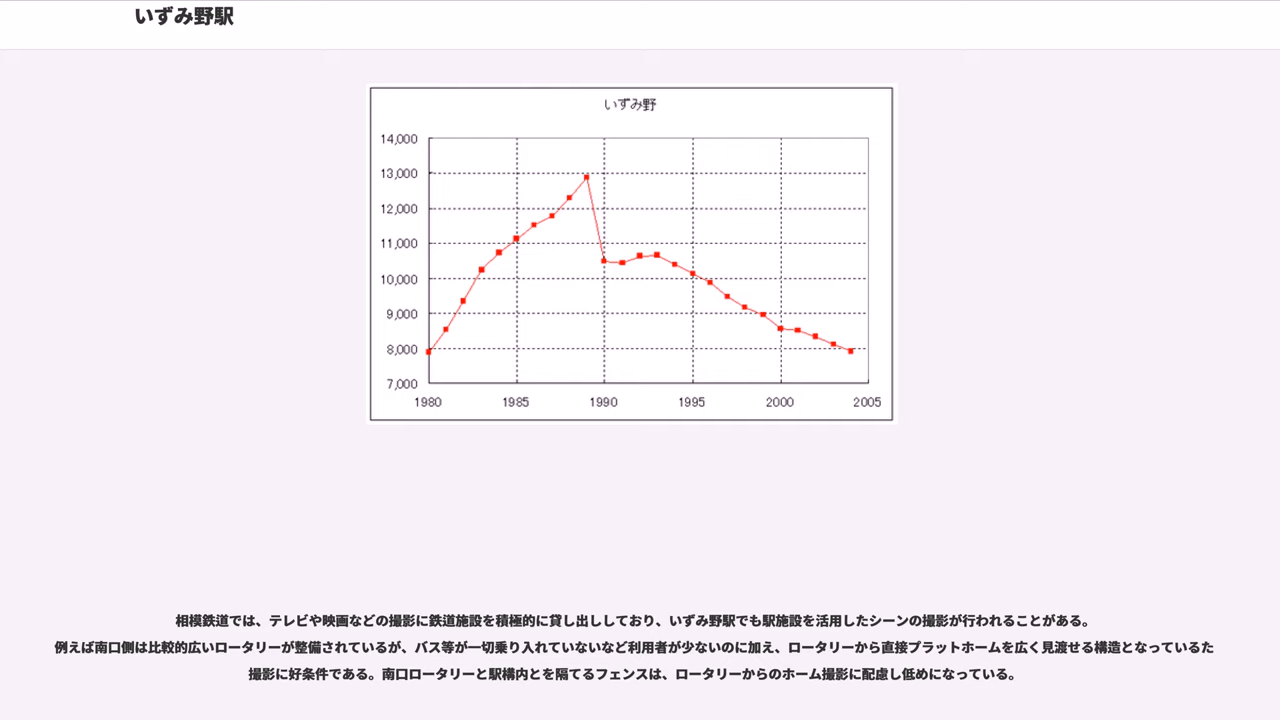 いずみ野駅
いずみ野
14,000
13,000
12,000
11,000
10,000
9,000
8,000
7,000
1980 1985 1990 1995 2000 2005
相模鉄道では、テレビや映画などの撮影に鉄道施設を積極的に貸し出ししており、いずみ野駅でも駅施設を活用したシーンの撮影が行われることがある。
例えば南口側は比較的広いロータリーが整備されているが、バス等が一切乗り入れていないなど利用者が少ないのに加え、ロータリーから直接プラットホームを広く見渡せる構造となっているた
撮影に好条件である。南口ロータリーと駅構内とを隔てるフェンスは、ロータリーからのホーム撮影に配慮し低めになっている。